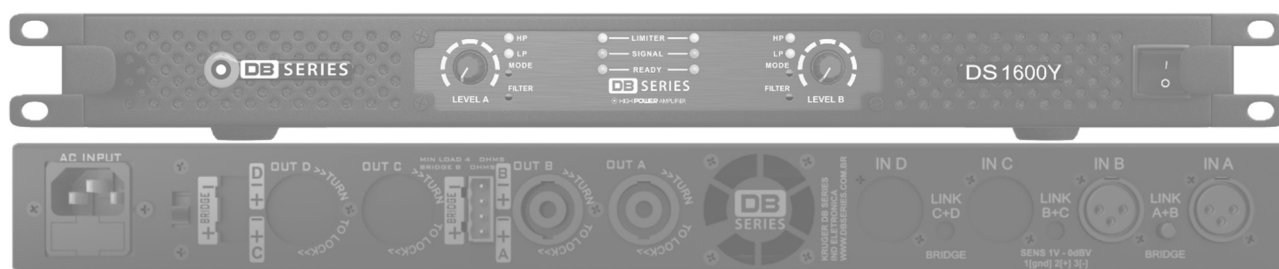 DB SERIES
HP
LP
MODE
FILTER
LEVEL A
LIMITER
SIGNAL
READY
DB SERIES
HIGH POWER AMPLIFIER
HP
LP
MODE
FILTER
LEVEL B
DS 1600Y
I
O
AC INPUT
+ BRIDGE -
D - +
- + C
OUT D
>>TURN
TO LOCK>>
OUT C
>>TURN
TO LOCK>>
MIN LOAD 4 OHMS
BRIDGE 8 OHMS
+ BRIDGE -
B - +
- + A
OUT B
>>TURN
TO LOCK>>
OUT A
>>TURN
TO LOCK>>
DB
SERIES
KRUGER DB SERIES
IND ELETRONICA
WWW.DBSERIES.COM.BR
IN D
LINK
C+D
BRIDGE
IN C
LINK
B+C
SENS 1V - 0dBV
1[gnd] 2[+] 3[-]
IN B
LINK
A+B
BRIDGE
IN A